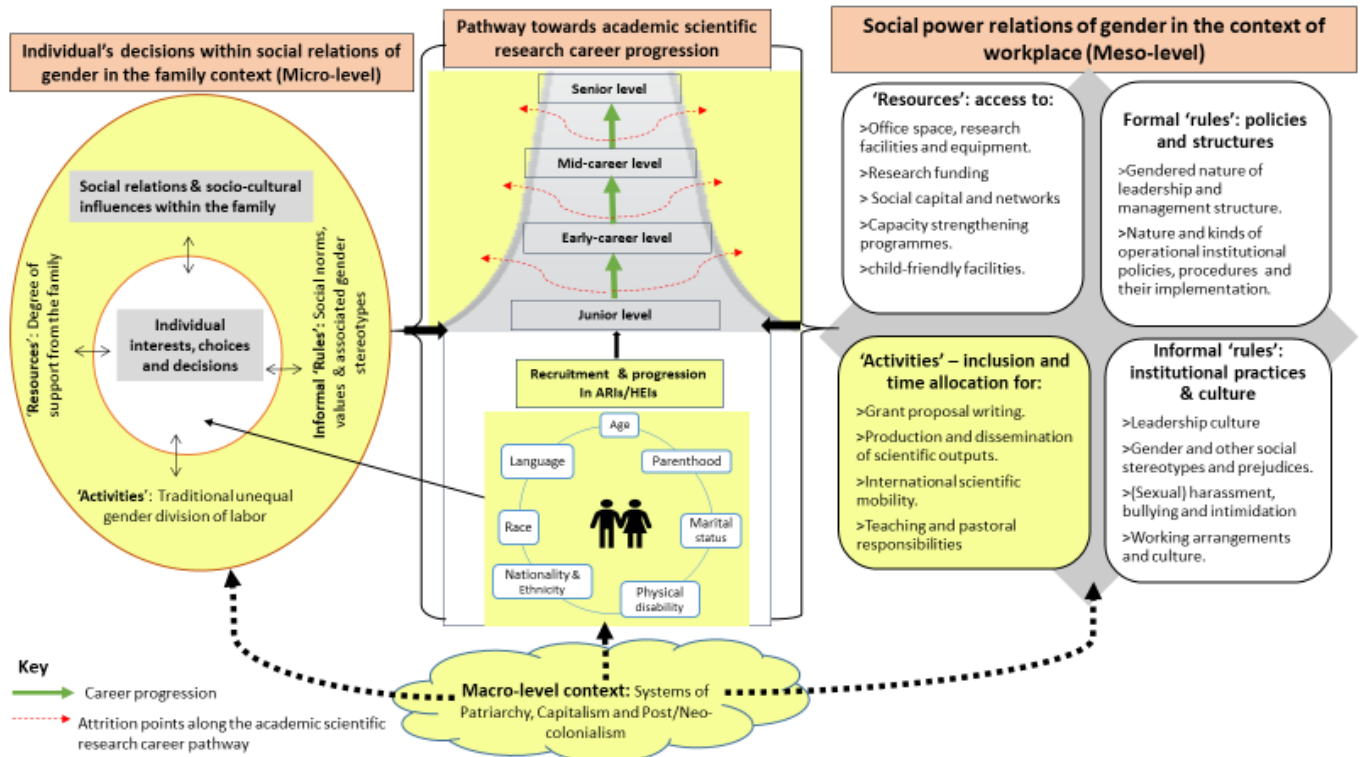 Individual’s decisions within social relations of
gender in the family context (Micro-level)
Social relations & socio-cultural
influences within the family
‘Resources’: Degree of
support from the family
Individual
interests, choices
and decisions
Informal ‘Rules’: Social norms,
values & associated gender
stereotypes
‘Activities’: Traditional unequal
gender division of labor
Pathway towards academic scientific
research career progression
Senior level
Mid-career level
Early-career level
Junior level
Recruitment & progression
In ARIs/HEIs
Age
Language
Parenthood
Race
Marital
status
Nationality &
Ethnicity
Physical
disability
Social power relations of gender in the context of
workplace (Meso-level)
‘Resources’: access to:
>Office space, research
facilities and equipment.
>Research funding
> Social capital and networks
>Capacity strengthening
programmes.
>child-friendly facilities.
Formal ‘rules’: policies
and structures
>Gendered nature of
leadership and
management structure.
>Nature and kinds of
operational institutional
policies, procedures and
their implementation.
‘Activities’ – inclusion and
time allocation for:
>Grant proposal writing.
>Production and dissemination
of scientific outputs.
>International scientific
mobility.
>Teaching and pastoral
responsibilities
Informal ‘rules’:
institutional practices
& culture
>Leadership culture
>Gender and other social
stereotypes and prejudices.
>(Sexual) harassment,
bullying and intimidation
>Working arrangements
and culture.
Macro-level context: Systems of
Patriarchy, Capitalism and Post/Neo-
colonialism
Key
Career progression
Attrition points along the academic scientific
research career pathway